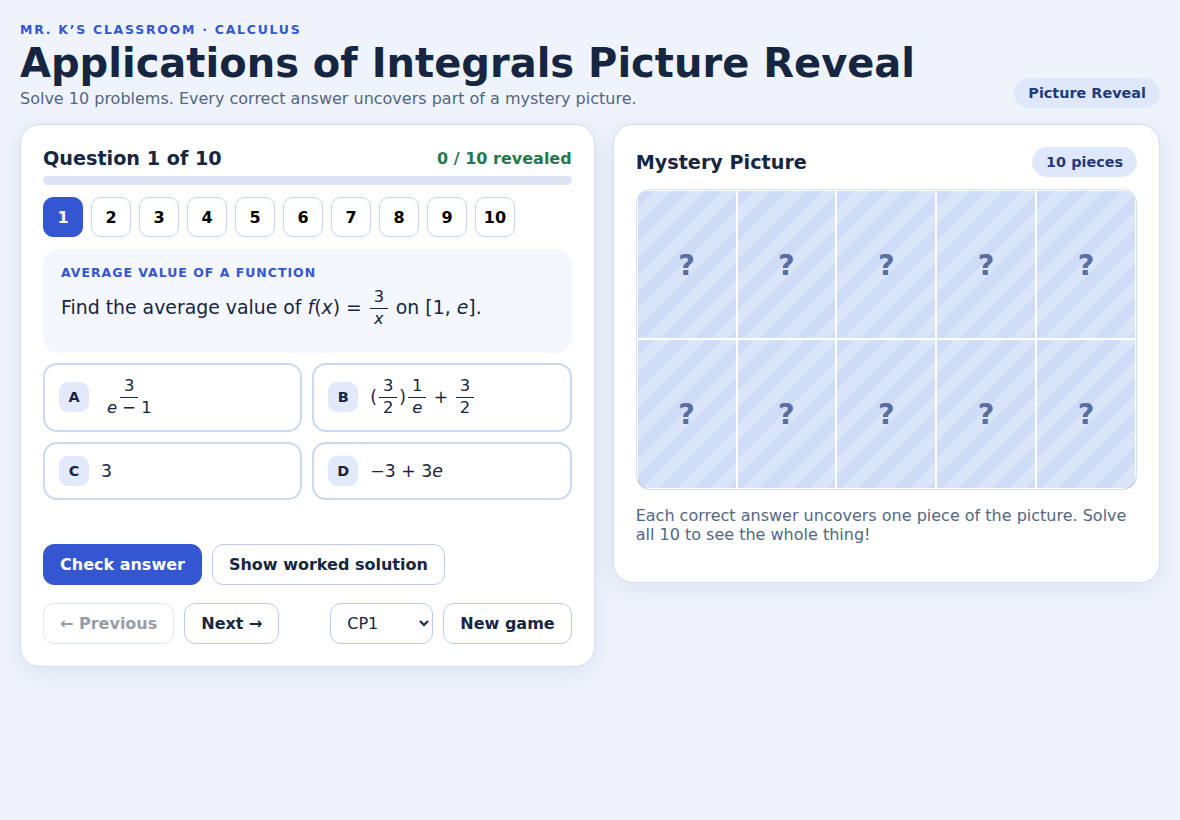 MR. K’S CLASSROOM · CALCULUS
Applications of Integrals Picture Reveal
Solve 10 problems. Every correct answer uncovers part of a mystery picture.
Picture Reveal
Question 1 of 10
0 / 10 revealed
1 2 3 4 5 6 7 8 9 10
AVERAGE VALUE OF A FUNCTION
Find the average value of f(x) = 3/x on [1, e].
A 3/(e − 1)
B (3/2)1/e + 3/2
C 3
D −3 + 3e
Check answer
Show worked solution
← Previous
Next →
CP1
New game
Mystery Picture
10 pieces
? ? ? ? ?
? ? ? ? ?
Each correct answer uncovers one piece of the picture. Solve
all 10 to see the whole thing!